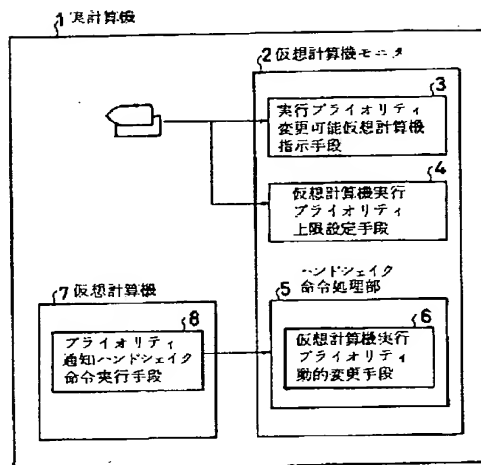 1 実計算機
2 仮想計算機モニタ
3
実行プライオリティ
変更可能仮想計算機
指示手段
4
仮想計算機実行
プライオリティ
上限設定手段
ハンドシェイク
命令処理部
5
6
仮想計算機実行
プライオリティ
動的変更手段
7 仮想計算機
8
プライオリティ
通知ハンドシェイク
命令実行手段